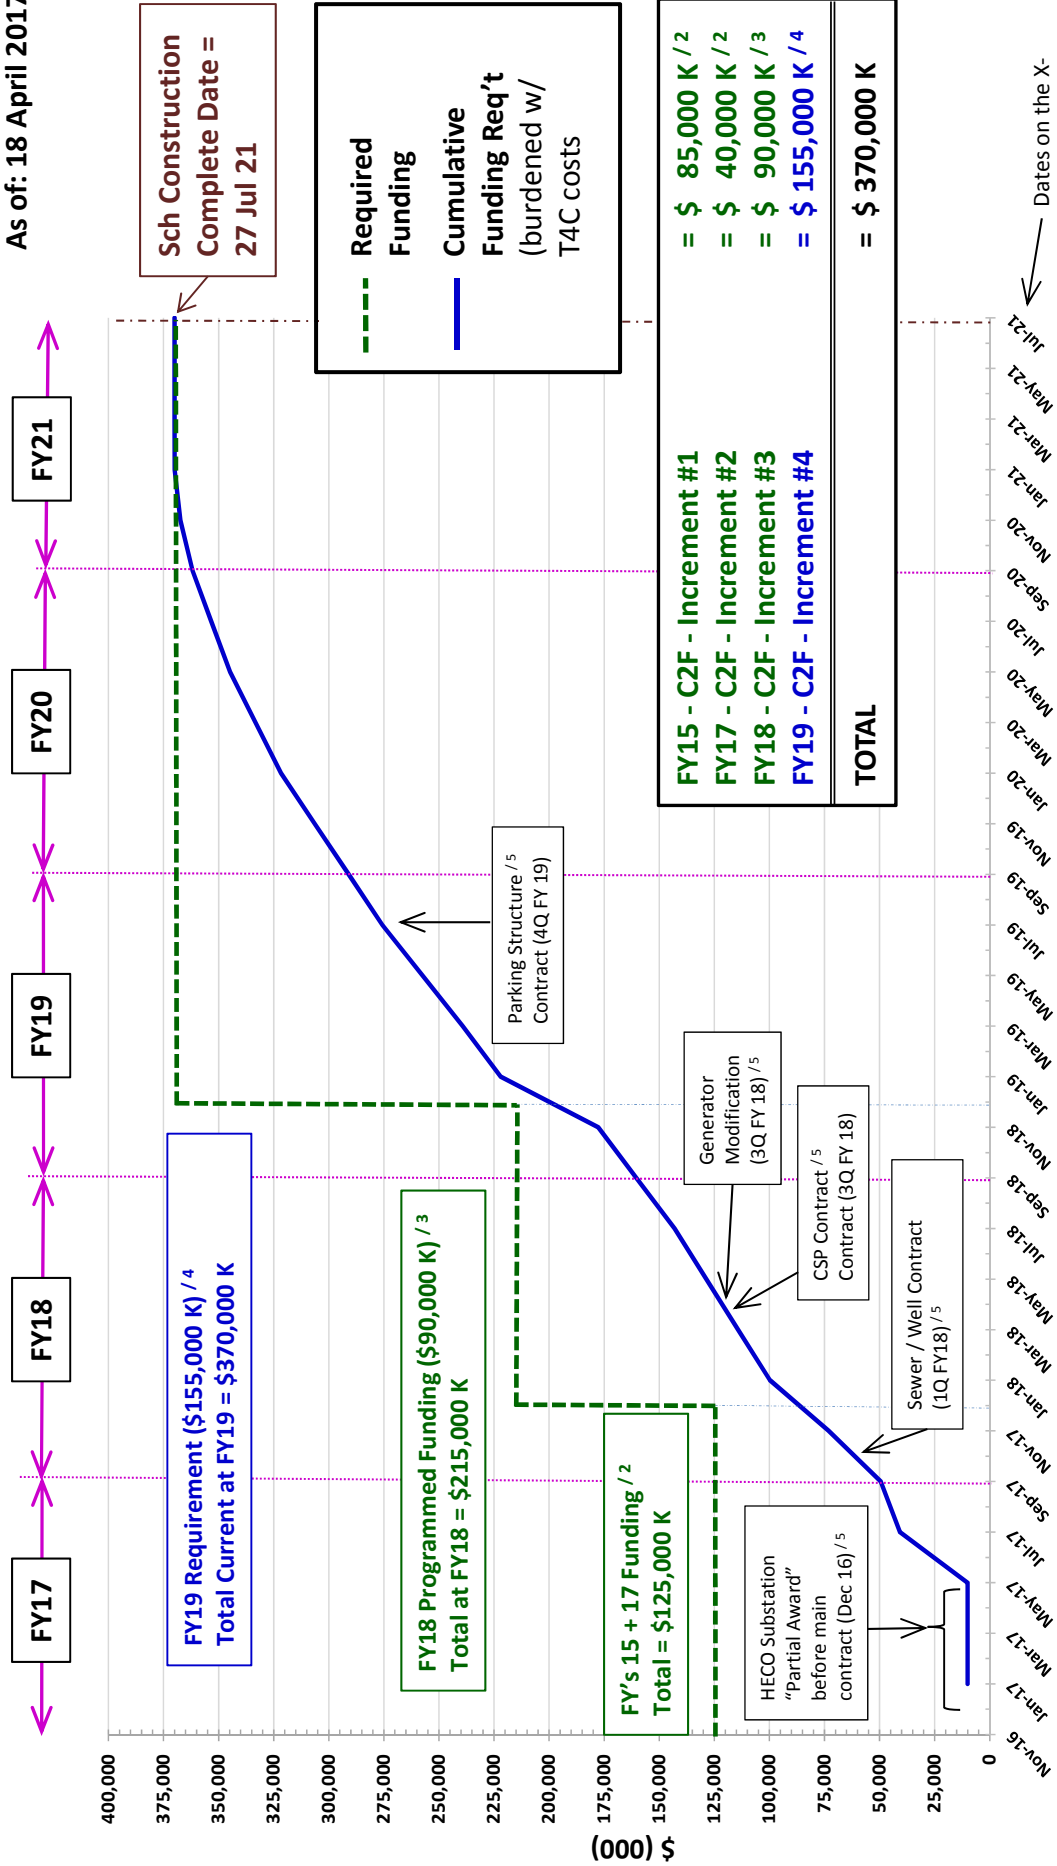 As of: 18 April 2017
FY17
FY18
FY19
FY20
FY21
Sch Construction
Complete Date =
27 Jul 21
FY19 Requirement ($155,000 K) / 4
Total Current at FY19 = $370,000 K
FY18 Programmed Funding ($90,000 K) / 3
Total at FY18 = $215,000 K
FY's 15 + 17 Funding / 2
Total = $125,000 K
Required
Funding
Cumulative
Funding Req't
(burdened w/
T4C costs
HECO Substation
“Partial Award”
before main
contract (Dec 16) / 5
Sewer / Well Contract
(1Q FY18) / 5
CSP Contract / 5
Contract (3Q FY 18)
Generator
Modification
(3Q FY 18) / 5
Parking Structure / 5
Contract (4Q FY 19)
FY15 - C2F - Increment #1 = $ 85,000 K / 2
FY17 - C2F - Increment #2 = $ 40,000 K / 2
FY18 - C2F - Increment #3 = $ 90,000 K / 3
FY19 - C2F - Increment #4 = $ 155,000 K / 4
TOTAL = $ 370,000 K
$ (000)
400,000
375,000
350,000
325,000
300,000
275,000
250,000
225,000
200,000
175,000
150,000
125,000
100,000
75,000
50,000
25,000
0
Nov-16
Jan-17
Mar-17
May-17
Jul-17
Sep-17
Nov-17
Jan-18
Mar-18
May-18
Jul-18
Sep-18
Nov-18
Jan-19
Mar-19
May-19
Jul-19
Sep-19
Nov-19
Jan-20
Mar-20
May-20
Jul-20
Sep-20
Nov-20
Jan-21
Mar-21
May-21
Jul-21
Dates on the X-